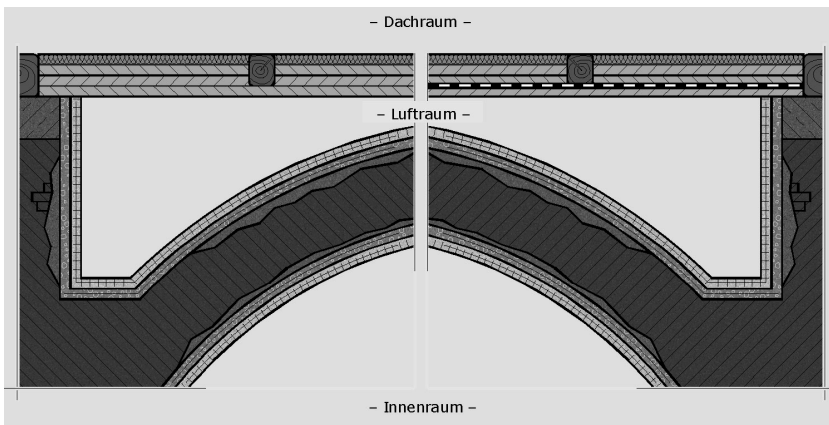 – Dachraum –
– Luftraum –
– Innenraum –